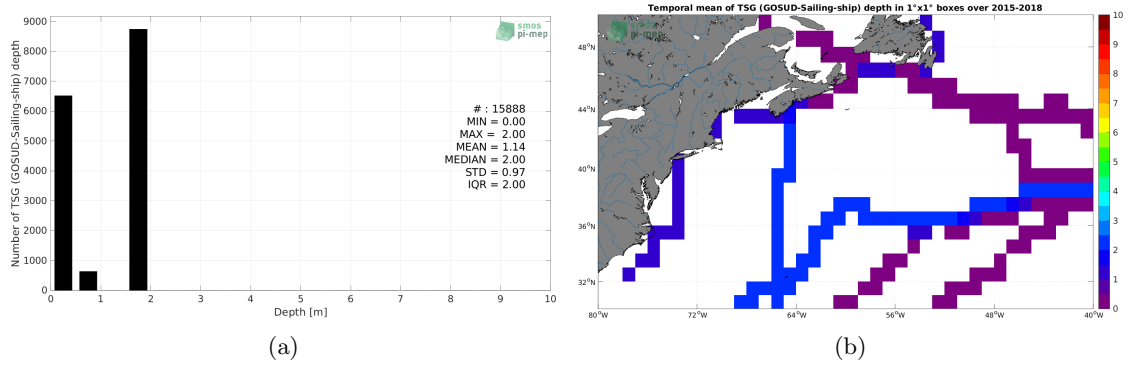 Number of TSG (GOSUD-Sailing-ship) depth
9000
8000
7000
6000
5000
4000
3000
2000
1000
0
0 1 2 3 4 5 6 7 8 9 10
Depth [m]
smos
pi-mep
# : 15888
MIN = 0.00
MAX = 2.00
MEAN = 1.14
MEDIAN = 2.00
STD = 0.97
IQR = 2.00
(a)
Temporal mean of TSG (GOSUD-Sailing-ship) depth in 1°x1° boxes over 2015-2018
smos
pi-mep
48°N
44°N
40°N
36°N
32°N
80°W 72°W 64°W 56°W 48°W 40°W
10
9
8
7
6
5
4
3
2
1
0
(b)